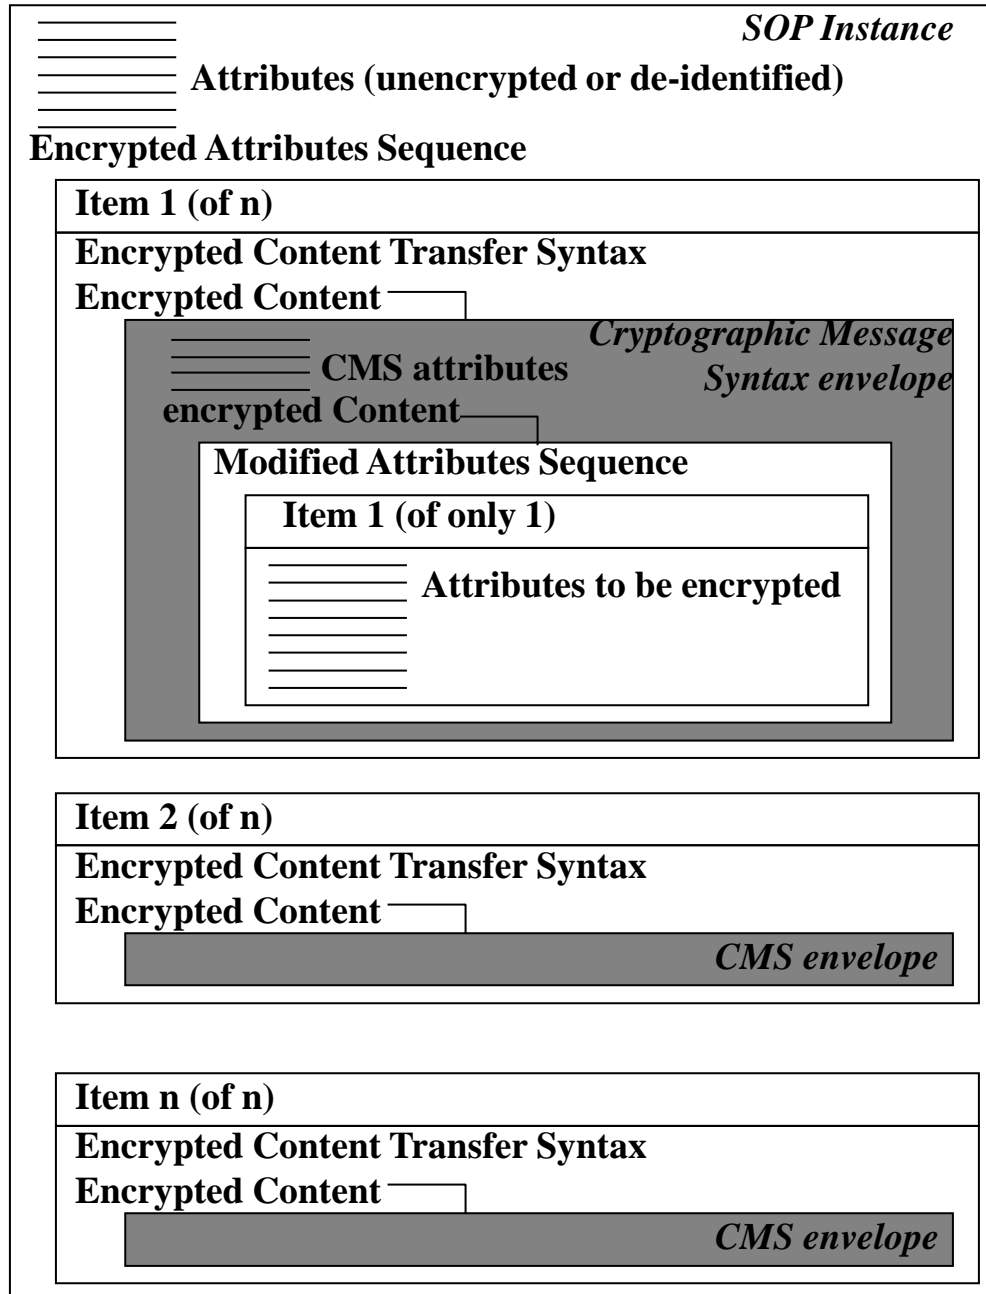 SOP Instance
Attributes (unencrypted or de-identified)
Encrypted Attributes Sequence
Item 1 (of n)
Encrypted Content Transfer Syntax
Encrypted Content
Cryptographic Message
Syntax envelope
CMS attributes
encrypted Content
Modified Attributes Sequence
Item 1 (of only 1)
Attributes to be encrypted
Item 2 (of n)
Encrypted Content Transfer Syntax
Encrypted Content
CMS envelope
Item n (of n)
Encrypted Content Transfer Syntax
Encrypted Content
CMS envelope